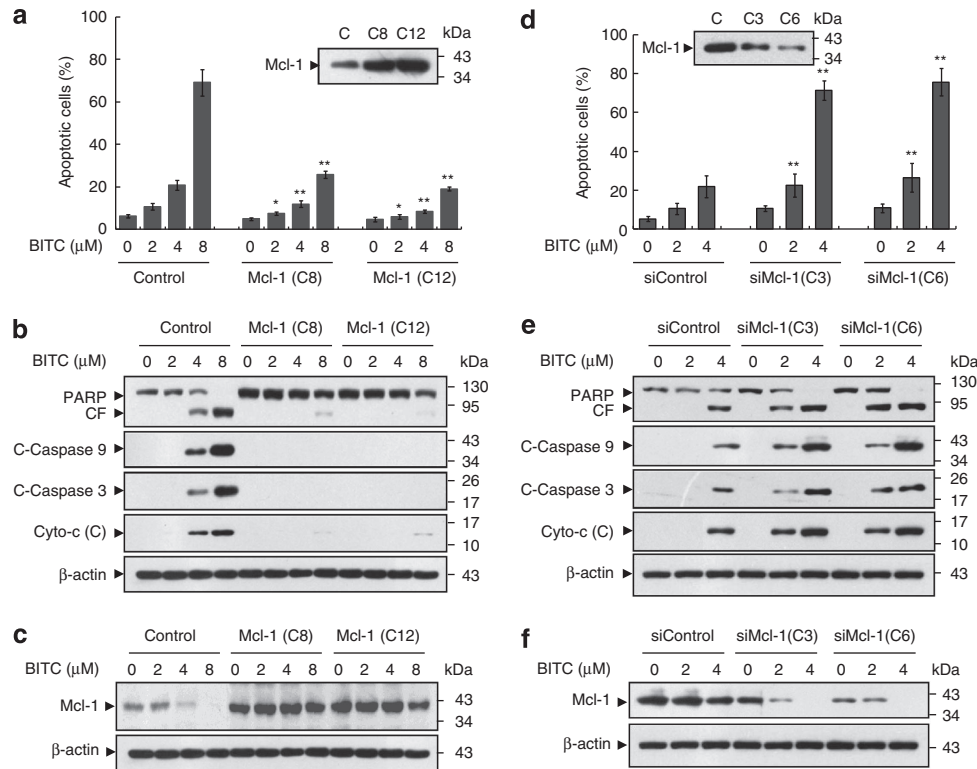 a
100
80
60
40
20
0
Apoptotic cells (%)
C C8 C12 kDa
Mcl-1
43
34
* ** **
* ** **
BITC (μM) 0 2 4 8 0 2 4 8 0 2 4 8
Control Mcl-1 (C8) Mcl-1 (C12)
b
Control Mcl-1 (C8) Mcl-1 (C12)
BITC (μM) 0 2 4 8 0 2 4 8 0 2 4 8 kDa
PARP 130
CF 95
C-Caspase 9 43
34
C-Caspase 3 26
17
Cyto-c (C) 17
10
β-actin 43
c
Control Mcl-1 (C8) Mcl-1 (C12)
BITC (μM) 0 2 4 8 0 2 4 8 0 2 4 8 kDa
Mcl-1 43
34
β-actin 43
d
100
80
60
40
20
0
Apoptotic cells (%)
C C3 C6 kDa
Mcl-1
43
34
** **
** **
BITC (μM) 0 2 4 0 2 4 0 2 4
siControl siMcl-1(C3) siMcl-1(C6)
e
siControl siMcl-1(C3) siMcl-1(C6)
BITC (μM) 0 2 4 0 2 4 0 2 4 kDa
PARP 130
CF 95
C-Caspase 9 43
34
C-Caspase 3 26
17
Cyto-c (C) 17
10
β-actin 43
f
siControl siMcl-1(C3) siMcl-1(C6)
BITC (μM) 0 2 4 0 2 4 0 2 4 kDa
Mcl-1 43
34
β-actin 43